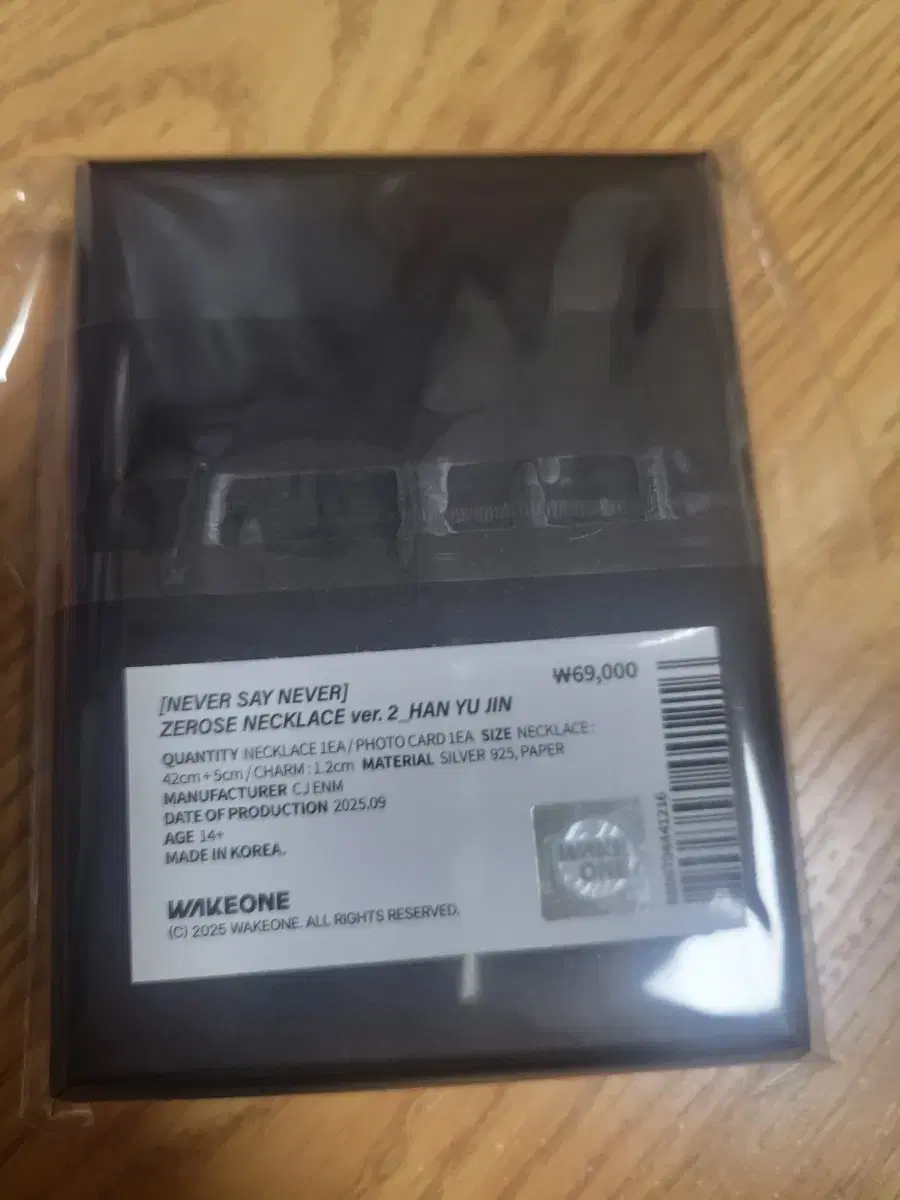 [NEVER SAY NEVER]
ZEROSE NECKLACE ver. 2_HAN YU JIN
₩69,000
QUANTITY NECKLACE 1EA / PHOTO CARD 1EA SIZE NECKLACE :
42cm + 5cm / CHARM : 1.2cm MATERIAL SILVER 925, PAPER
MANUFACTURER CJ ENM
DATE OF PRODUCTION 2025.09
AGE 14+
MADE IN KOREA.
WAKEONE
(C) 2025 WAKEONE. ALL RIGHTS RESERVED.
WAKE
ONE